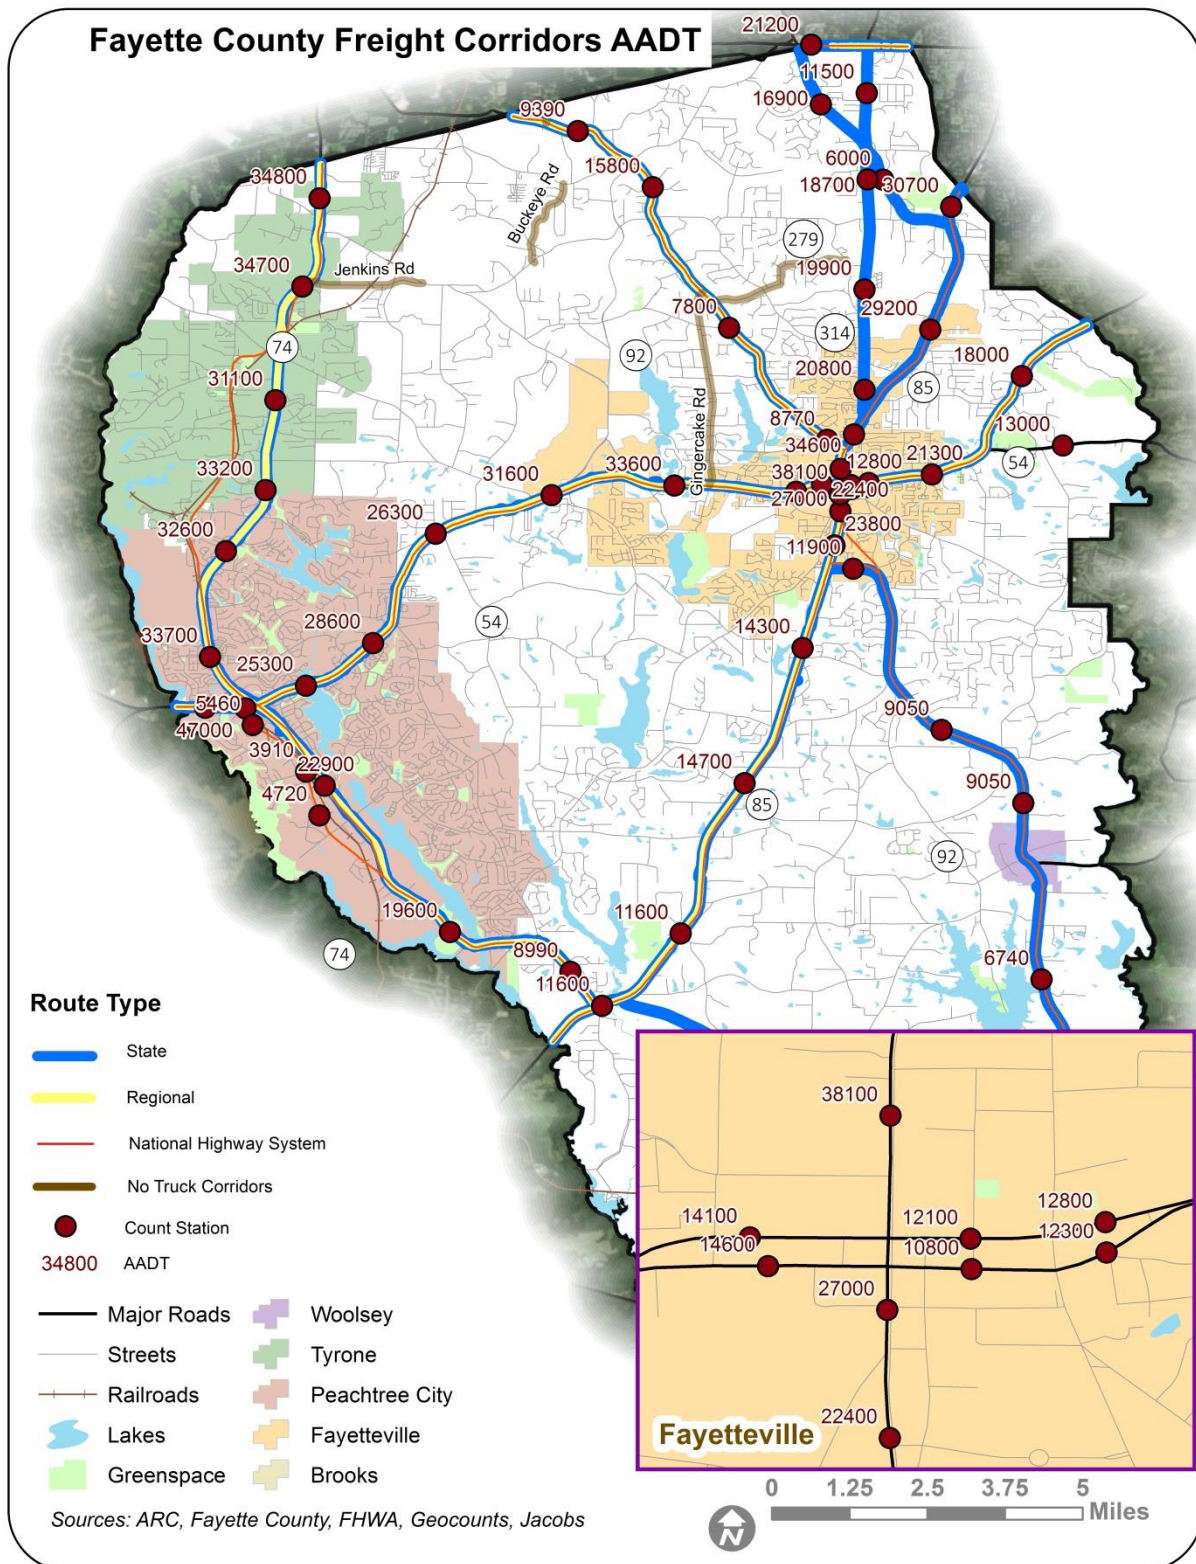 Fayette County Freight Corridors AADT
21200
11500
16900
9390
15800
6000
18700
30700
34800
Buckeye Rd
279
34700
Jenkins Rd
19900
29200
7800
314
74
92
18000
31100
20800
85
Gingercake Rd
8770
34600
13000
33200
31600
33600
38100
12800
21300
54
27000
22400
32600
26300
23800
11900
28600
54
14300
33700
25300
5460
47000
9050
3910
22900
14700
4720
85
9050
92
19600
11600
8990
74
11600
6740
Route Type
State
Regional
National Highway System
No Truck Corridors
Count Station
34800 AADT
Major Roads
Streets
Railroads
Lakes
Greenspace
Woolsey
Tyrone
Peachtree City
Fayetteville
Brooks
Sources: ARC, Fayette County, FHWA, Geocounts, Jacobs
38100
14100
14600
12100
10800
12800
12300
27000
22400
Fayetteville
N
0 1.25 2.5 3.75 5
Miles